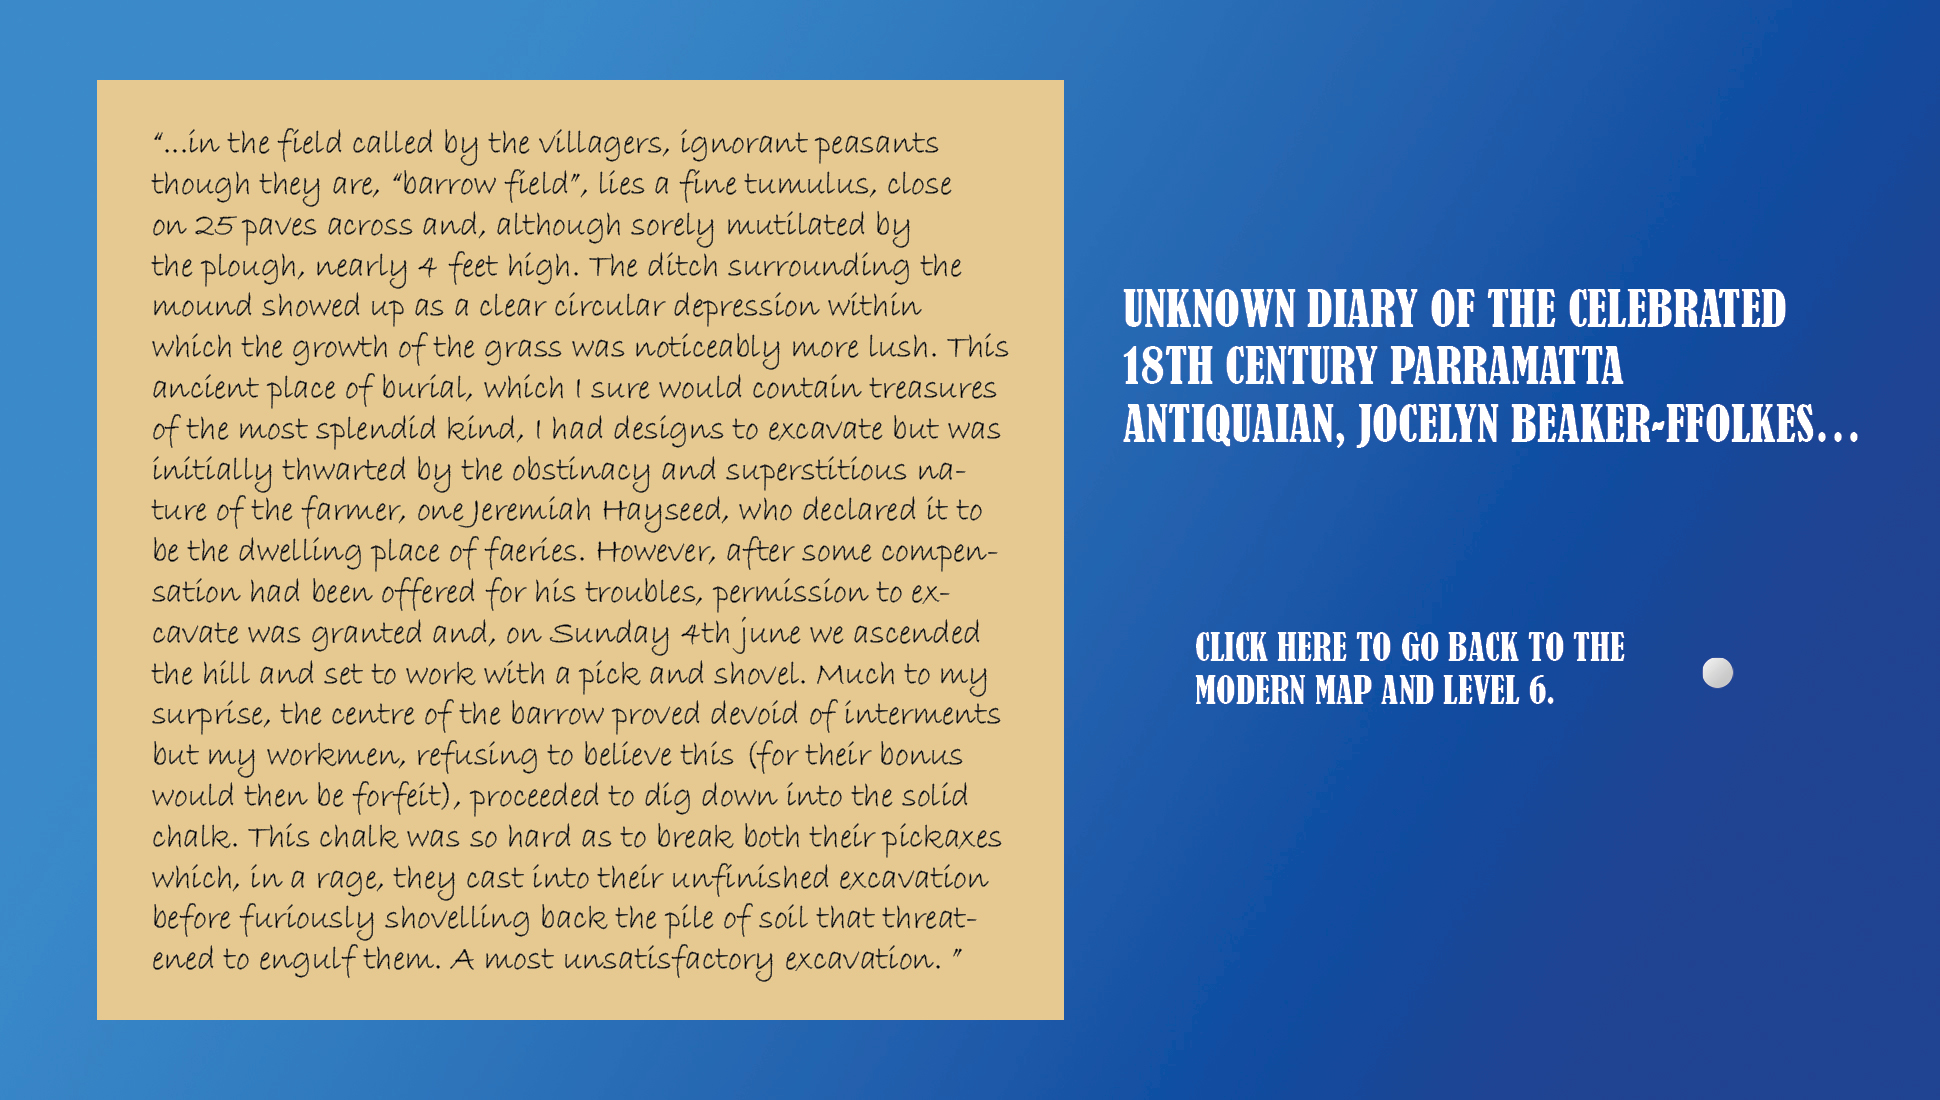 “...in the field called by the villagers, ignorant peasants
though they are, “barrow field”, lies a fine tumulus, close
on 25 paves across and, although sorely mutilated by
the plough, nearly 4 feet high. The ditch surrounding the
mound showed up as a clear circular depression within
which the growth of the grass was noticeably more lush. This
ancient place of burial, which I sure would contain treasures
of the most splendid kind, I had designs to excavate but was
initially thwarted by the obstinacy and superstitious na-
ture of the farmer, one Jeremiah Hayseed, who declared it to
be the dwelling place of faeries. However, after some compen-
sation had been offered for his troubles, permission to ex-
cavate was granted and, on Sunday 4th june we ascended
the hill and set to work with a pick and shovel. Much to my
surprise, the centre of the barrow proved devoid of interments
but my workmen, refusing to believe this (for their bonus
would then be forfeit), proceeded to dig down into the solid
chalk. This chalk was so hard as to break both their pickaxes
which, in a rage, they cast into their unfinished excavation
before furiously shovelling back the pile of soil that threat-
ened to engulf them. A most unsatisfactory excavation. ”
UNKNOWN DIARY OF THE CELEBRATED
18TH CENTURY PARRAMATTA
ANTIQUAIAN, JOCELYN BEAKER-FFOLKES...
CLICK HERE TO GO BACK TO THE
MODERN MAP AND LEVEL 6.